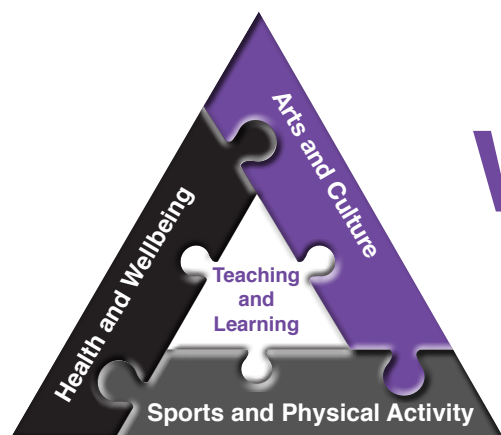 Arts and Culture
Health and Wellbeing
Teaching
and
Learning
Sports and Physical Activity